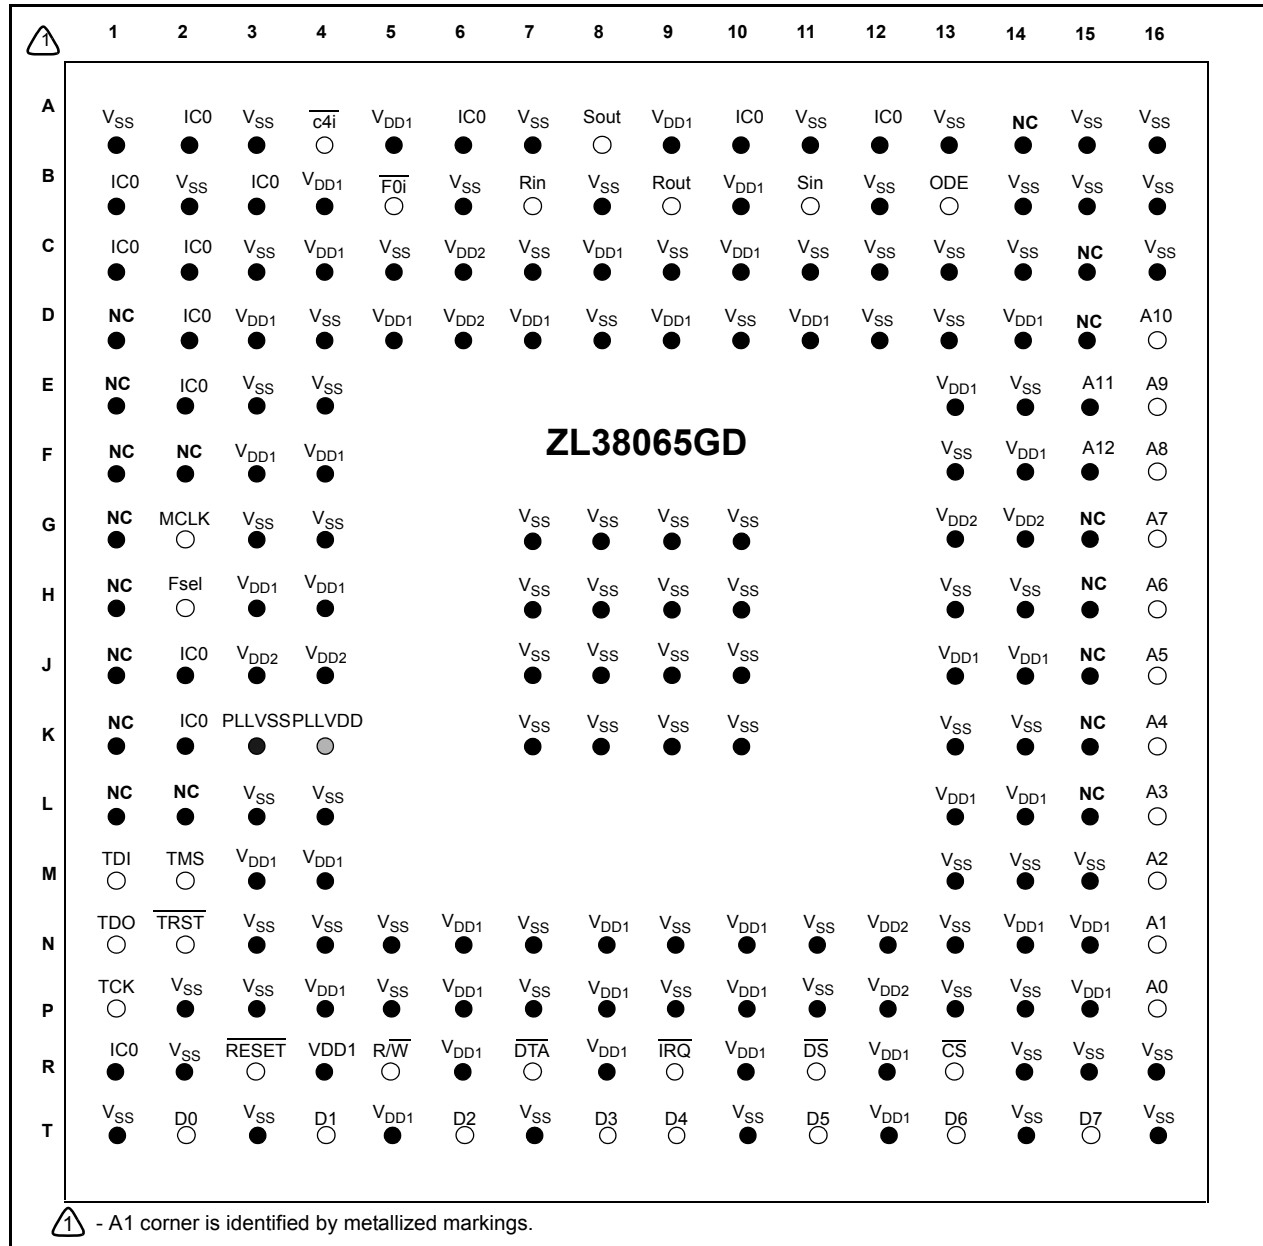 1 1 2 3 4 5 6 7 8 9 10 11 12 13 14 15 16
A VSS IC0 VSS c4i VDD1 IC0 VSS Sout VDD1 IC0 VSS IC0 VSS NC VSS VSS
B IC0 VSS IC0 VDD1 F0i VSS Rin VSS Rout VDD1 Sin VSS ODE VSS VSS VSS
C IC0 IC0 VSS VDD1 VSS VDD2 VSS VDD1 VSS VDD1 VSS VSS VSS VSS NC VSS
D NC IC0 VDD1 VSS VDD1 VDD2 VDD1 VSS VDD1 VSS VDD1 VSS VSS VDD1 NC A10
E NC IC0 VSS VSS VDD1 VSS A11 A9
ZL38065GD
F NC NC VDD1 VDD1 VSS VDD1 A12 A8
G NC MCLK VSS VSS VSS VSS VSS VSS VDD2 VDD2 NC A7
H NC Fsel VDD1 VDD1 VSS VSS VSS VSS VSS VSS NC A6
J NC IC0 VDD2 VDD2 VSS VSS VSS VSS VDD1 VDD1 NC A5
K NC IC0 PLLVSS PLLVDD VSS VSS VSS VSS VSS VSS NC A4
L NC NC VSS VSS VDD1 VDD1 NC A3
M TDI TMS VDD1 VDD1 VSS VSS VSS A2
N TDO TRST VSS VSS VSS VDD1 VSS VDD1 VSS VDD1 VSS VDD2 VSS VDD1 VDD1 A1
P TCK VSS VSS VDD1 VSS VDD1 VSS VDD1 VSS VDD1 VSS VDD2 VSS VSS VDD1 A0
R IC0 VSS RESET VDD1 R/W VDD1 DTA VDD1 IRQ VDD1 DS VDD1 CS VSS VSS VSS
T VSS D0 VSS D1 VDD1 D2 VSS D3 D4 VSS D5 VDD1 D6 VSS D7 VSS
1 - A1 corner is identified by metallized markings.